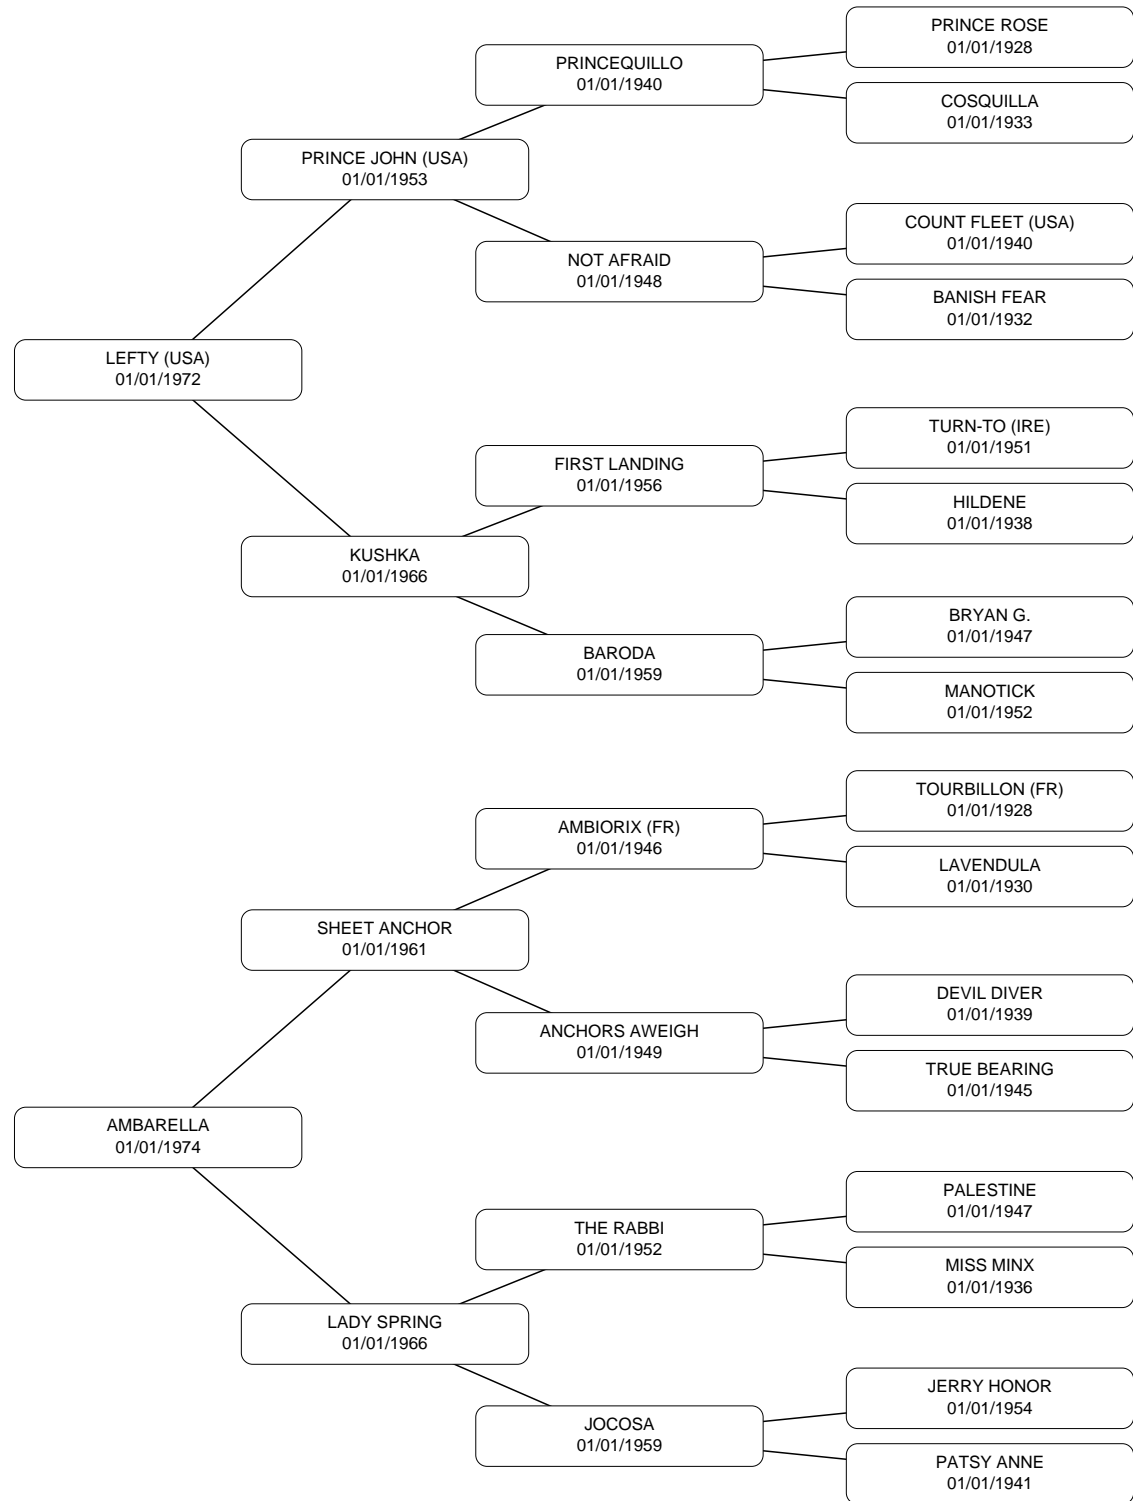 PRINCE ROSE
01/01/1928
PRINCEQUILLO
01/01/1940
COSQUILLA
01/01/1933
PRINCE JOHN (USA)
01/01/1953
COUNT FLEET (USA)
01/01/1940
NOT AFRAID
01/01/1948
BANISH FEAR
01/01/1932
LEFTY (USA)
01/01/1972
TURN-TO (IRE)
01/01/1951
FIRST LANDING
01/01/1956
HILDENE
01/01/1938
KUSHKA
01/01/1966
BRYAN G.
01/01/1947
BARODA
01/01/1959
MANOTICK
01/01/1952
TOURBILLON (FR)
01/01/1928
AMBIORIX (FR)
01/01/1946
LAVENDULA
01/01/1930
SHEET ANCHOR
01/01/1961
DEVIL DIVER
01/01/1939
ANCHORS AWEIGH
01/01/1949
TRUE BEARING
01/01/1945
AMBARELLA
01/01/1974
PALESTINE
01/01/1947
THE RABBI
01/01/1952
MISS MINX
01/01/1936
LADY SPRING
01/01/1966
JERRY HONOR
01/01/1954
JOCOSA
01/01/1959
PATSY ANNE
01/01/1941